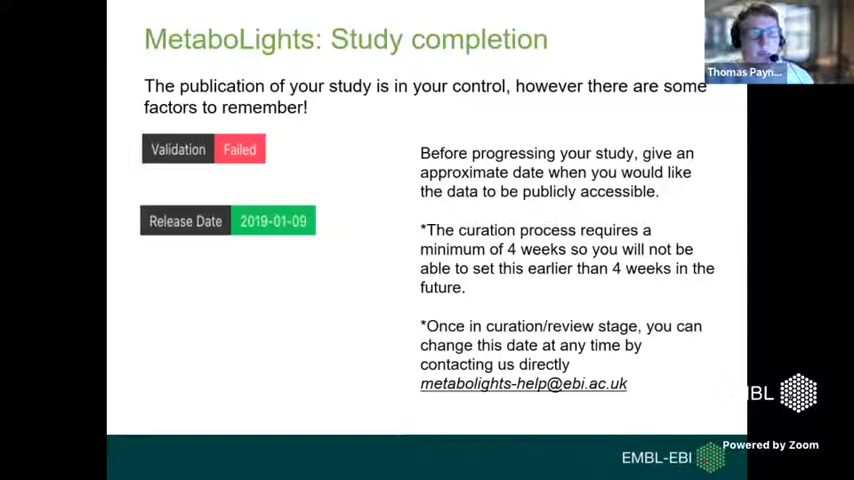 MetaboLights: Study completion
The publication of your study is in your control, however there are some
factors to remember!
Validation Failed
Release Date 2019-01-09
Before progressing your study, give an
approximate date when you would like
the data to be publicly accessible.
*The curation process requires a
minimum of 4 weeks so you will not be
able to set this earlier than 4 weeks in the
future.
*Once in curation/review stage, you can
change this date at any time by
contacting us directly
metabolights-help@ebi.ac.uk
Thomas Payn...
BL
Powered by Zoom
EMBL-EBI